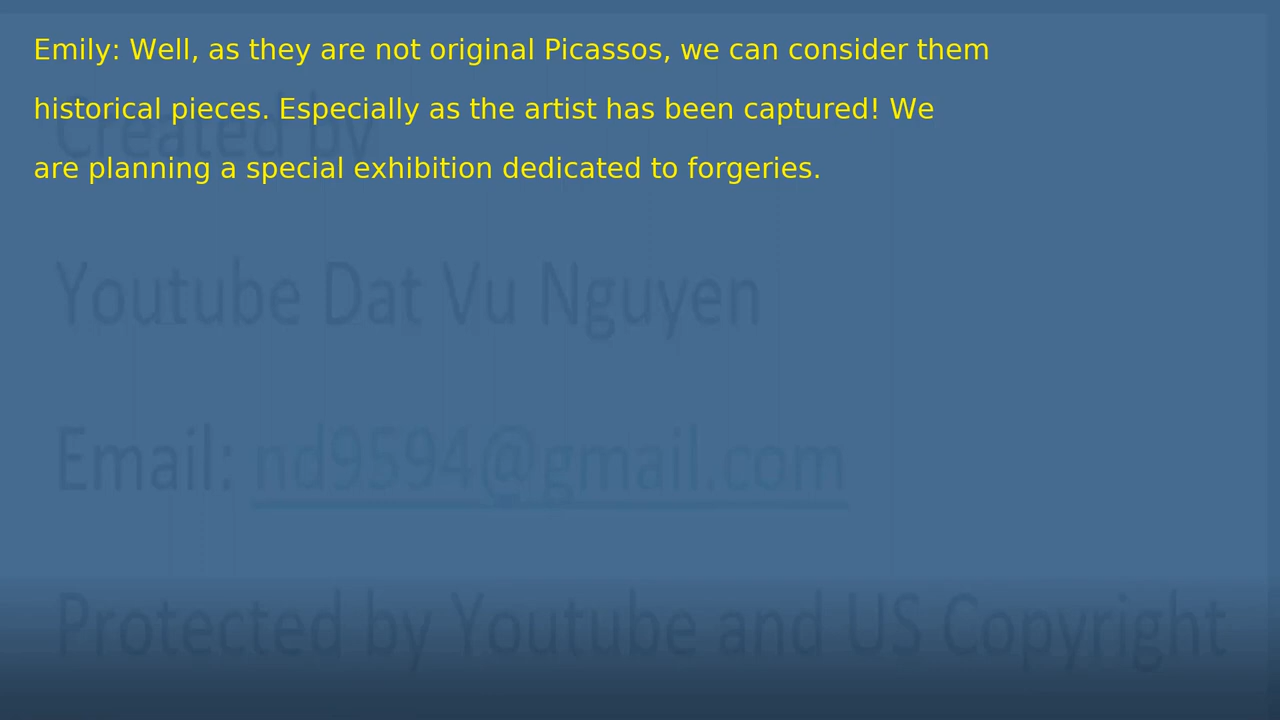 Emily: Well, as they are not original Picassos, we can consider them
historical pieces. Especially as the artist has been captured! We
are planning a special exhibition dedicated to forgeries.
Created by
Youtube Dat Vu Nguyen
Email: nd9594@gmail.com
Protected by Youtube and US Copyright